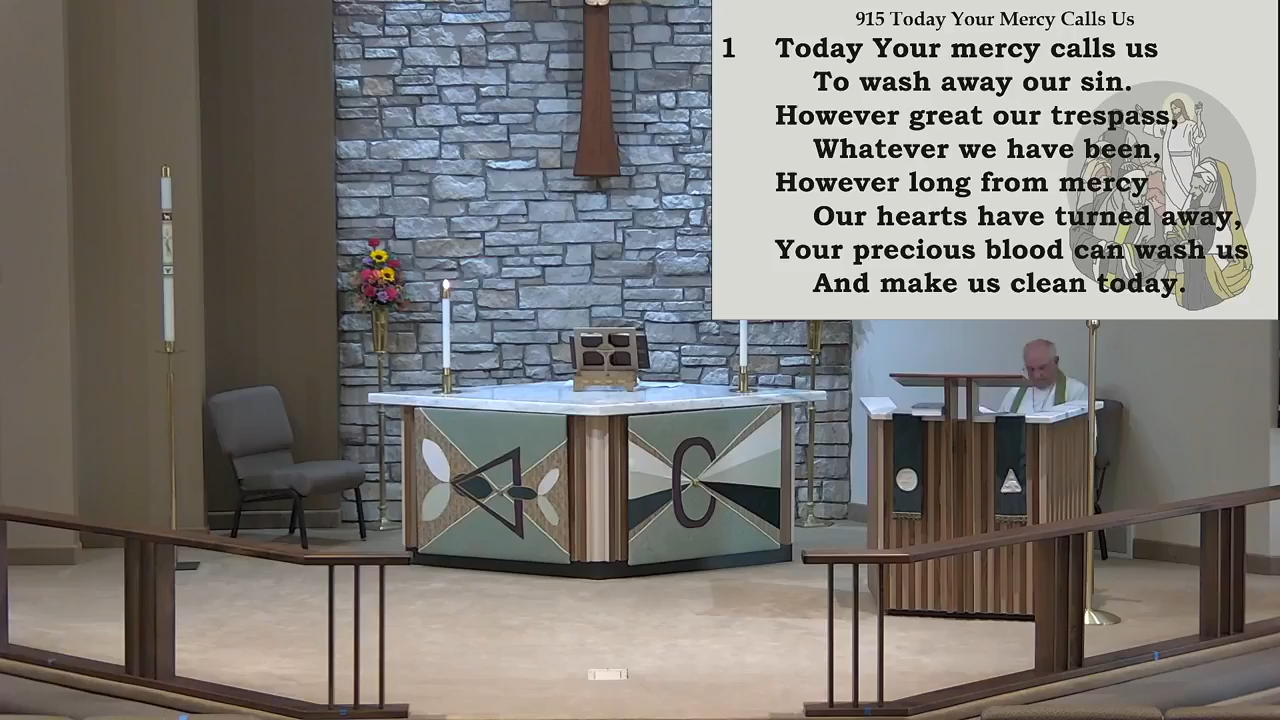 915 Today Your Mercy Calls Us
1 Today Your mercy calls us
To wash away our sin.
However great our trespass,
Whatever we have been,
However long from mercy
Our hearts have turned away,
Your precious blood can wash us
And make us clean today.